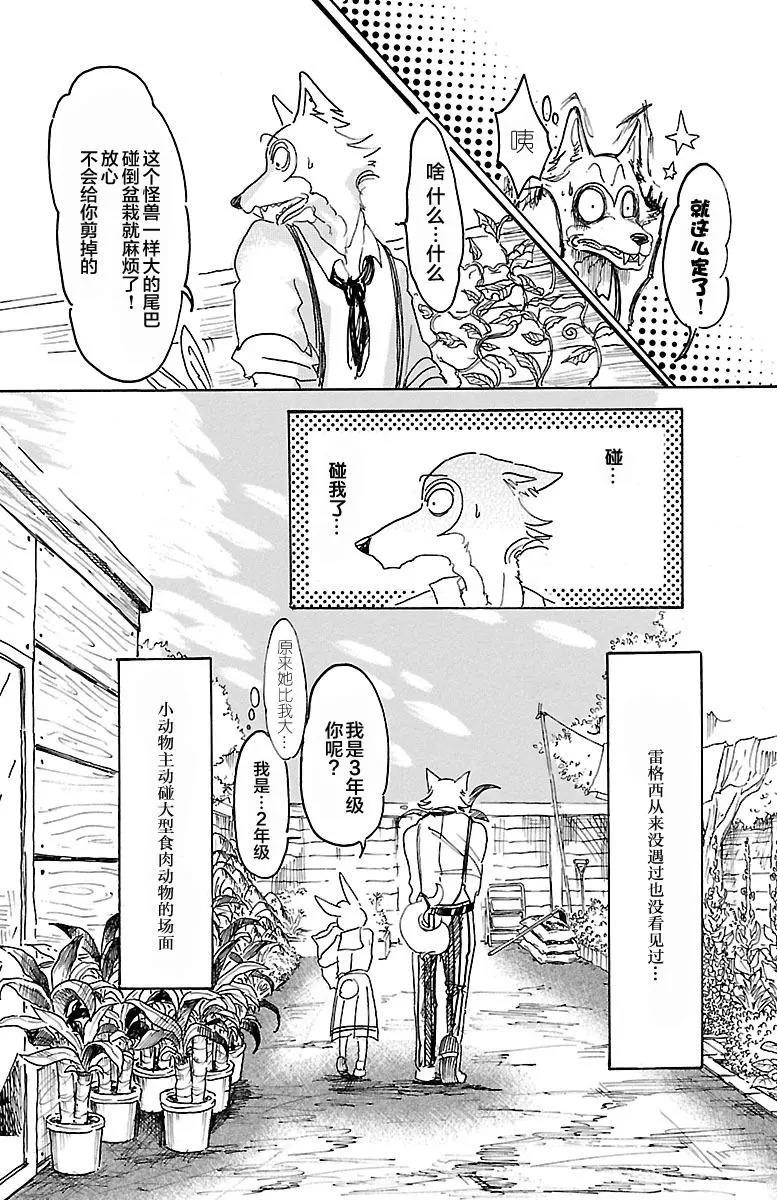 就这么定了！
咦
啥 什么…什么
这个怪兽一样大的尾巴
碰倒盆栽就麻烦了！
放心
不会给你剪掉的
碰…
碰我了…
雷格西从来没遇过也没看见过…
我是3年级
你呢？
原来她比我大…
我是…2年级
小动物主动碰大型食肉动物的场面